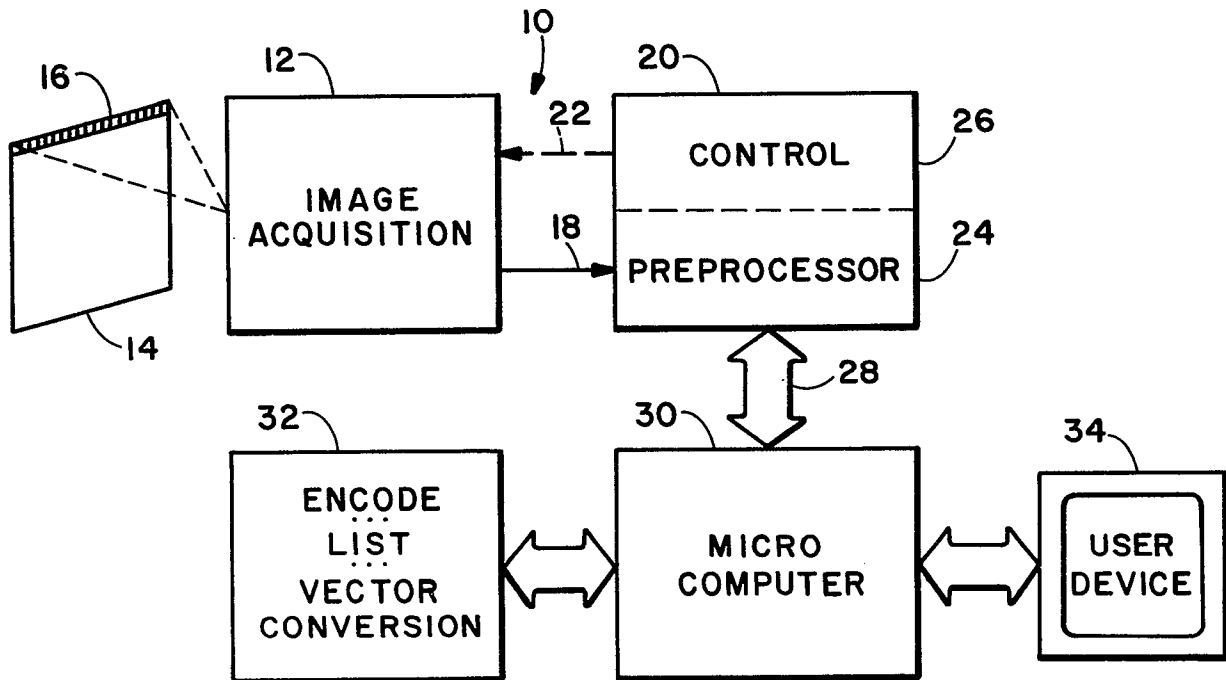 10
12
20
16
22
26
CONTROL
IMAGE
ACQUISITION
18
24
PREPROCESSOR
14
28
32
30
34
ENCODE
...
LIST
...
VECTOR
CONVERSION
MICRO
COMPUTER
USER
DEVICE